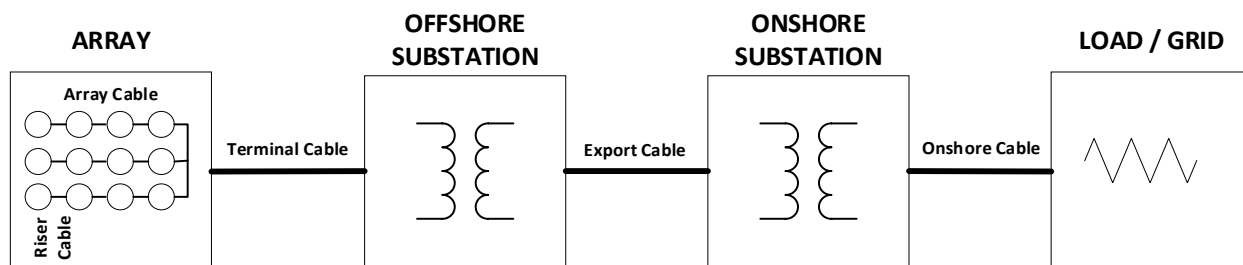 ARRAY
OFFSHORE
SUBSTATION
ONSHORE
SUBSTATION
LOAD / GRID
Array Cable
Terminal Cable
Export Cable
Onshore Cable
Riser
Cable